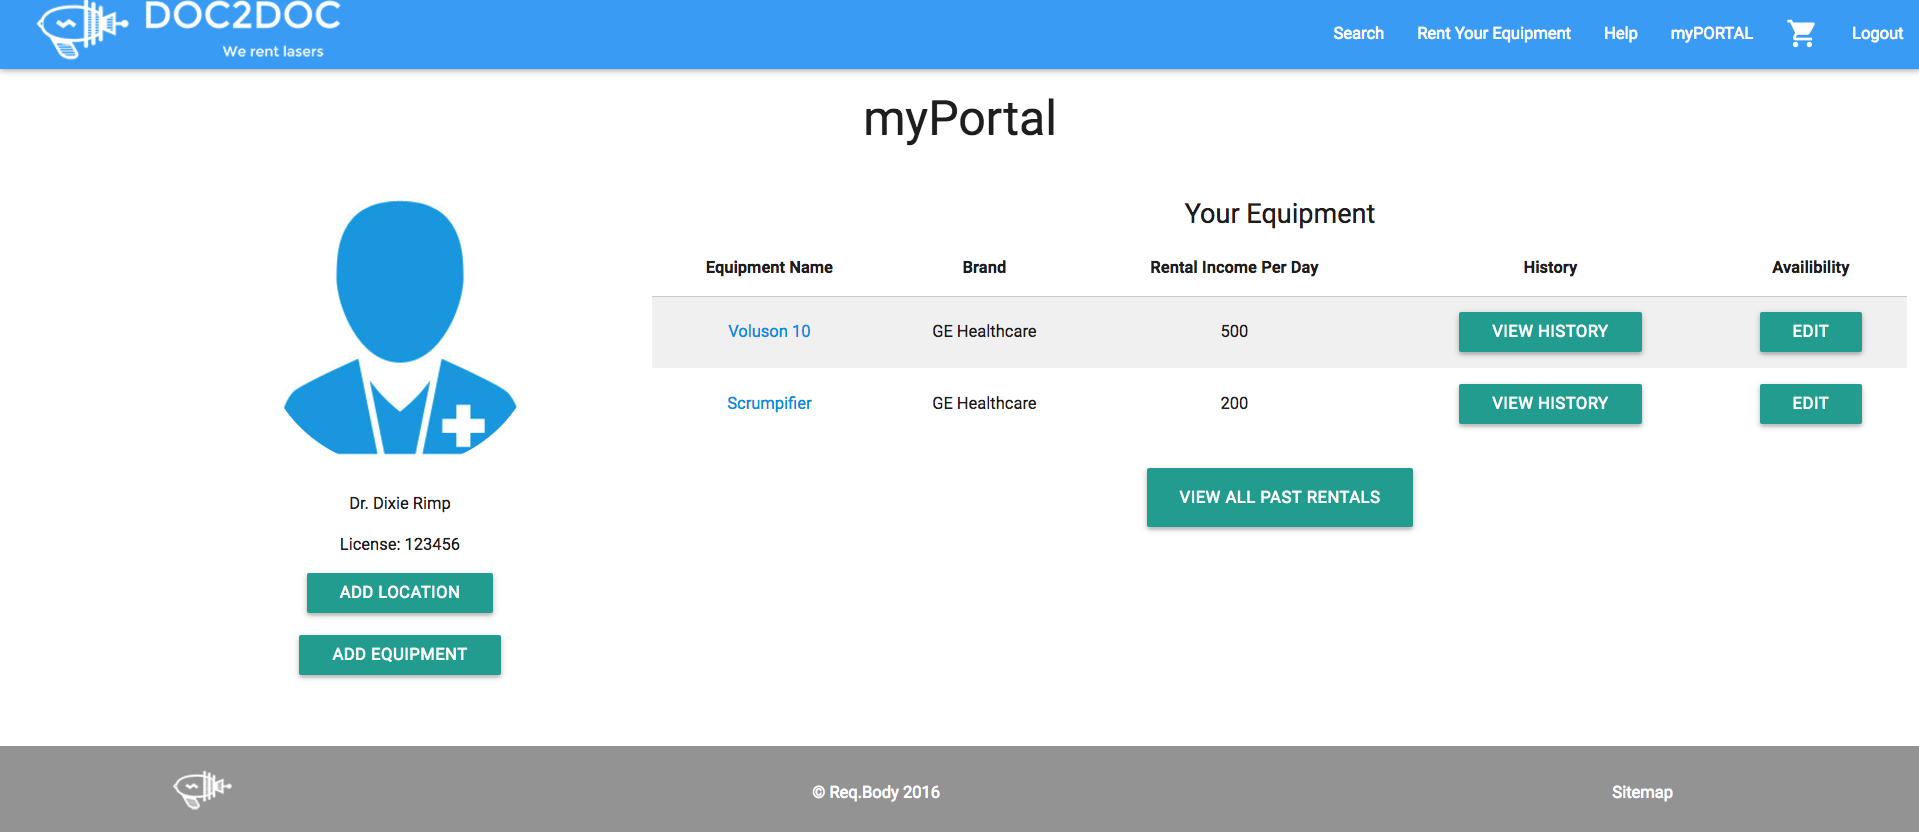 DOC2DOC
We rent lasers
Search Rent Your Equipment Help myPORTAL Logout
myPortal
Your Equipment
Equipment Name Brand Rental Income Per Day History Availibility
Voluson 10 GE Healthcare 500 VIEW HISTORY EDIT
Scrumpifier GE Healthcare 200 VIEW HISTORY EDIT
VIEW ALL PAST RENTALS
Dr. Dixie Rimp
License: 123456
ADD LOCATION
ADD EQUIPMENT
© Req.Body 2016 Sitemap